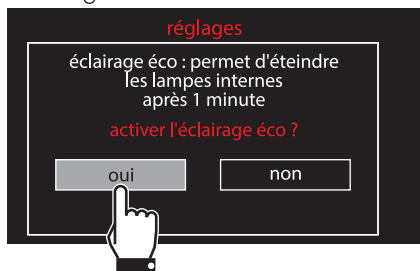 réglages
éclairage éco : permet d'éteindre
les lampes internes
après 1 minute
activer l'éclairage éco ?
oui
non